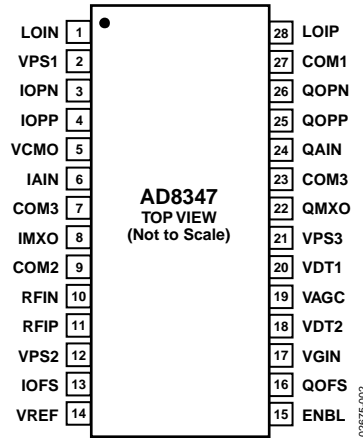 LOIN 1
VPS1 2
IOPN 3
IOPP 4
VCMO 5
IAIN 6
COM3 7
IMXO 8
COM2 9
RFIN 10
RFIP 11
VPS2 12
IOFS 13
VREF 14
AD8347
TOP VIEW
(Not to Scale)
28 LOIP
27 COM1
26 QOPN
25 QOPP
24 QAIN
23 COM3
22 QMXO
21 VPS3
20 VDT1
19 VAGC
18 VDT2
17 VGIN
16 QOFS
15 ENBL
02675-002